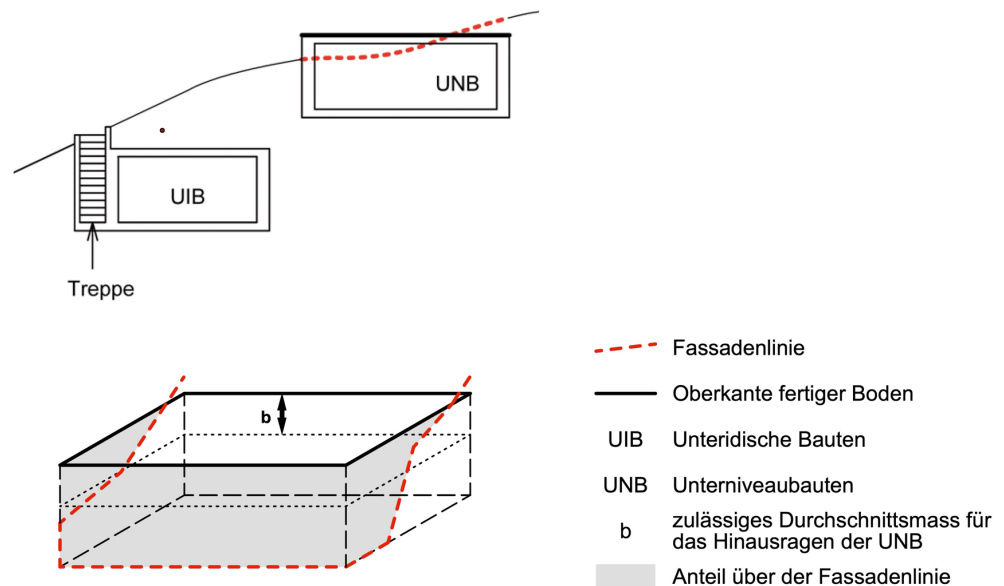 UNB
UIB
Treppe
b
Fassadenlinie
Oberkante fertiger Boden
UIB Unteridische Bauten
UNB Unterniveaubauten
b zulässiges Durchschnittsmass für
das Hinausragen der UNB
Anteil über der Fassadenlinie